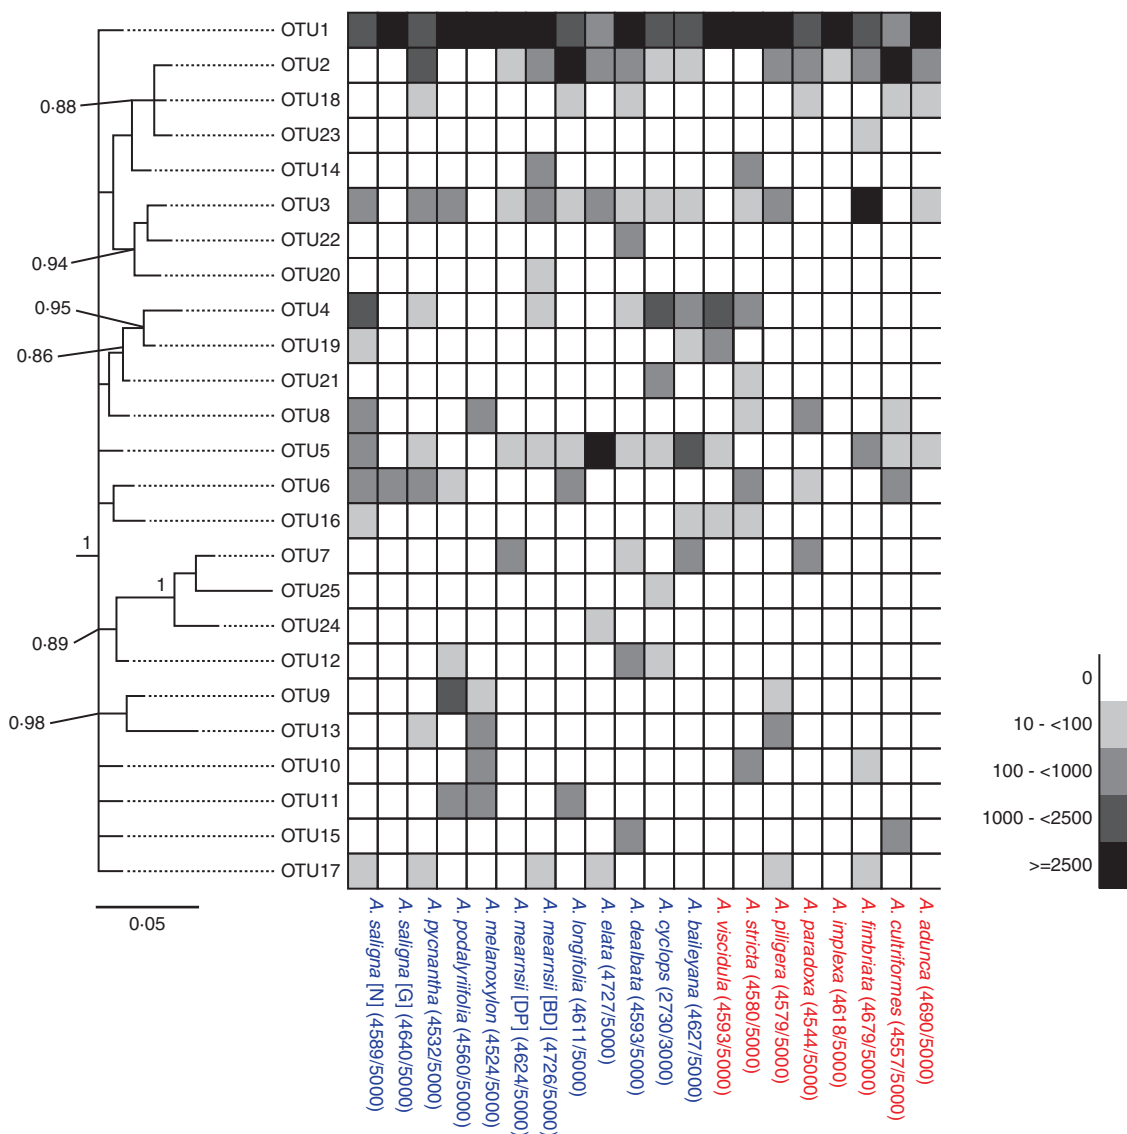 OTU1
OTU2
0·88
OTU18
OTU23
OTU14
OTU3
OTU22
0·94
OTU20
0·95
OTU4
0·86
OTU19
OTU21
OTU8
OTU5
OTU6
OTU16
1
OTU7
1
OTU25
OTU24
0·89
OTU12
OTU9
0·98
OTU13
OTU10
OTU11
OTU15
OTU17
0·05
0
10 - <100
100 - <1000
1000 - <2500
>=2500
A. saligna [N] (4589/5000)
A. saligna [G] (4640/5000)
A. pycnantha (4532/5000)
A. podalyriifolia (4560/5000)
A. melanoxylon (4524/5000)
A. mearnsii [DP] (4624/5000)
A. mearnsii [BD] (4726/5000)
A. longifolia (4611/5000)
A. elata (4727/5000)
A. dealbata (4593/5000)
A. cyclops (2730/3000)
A. baileyana (4627/5000)
A. viscidula (4593/5000)
A. stricta (4580/5000)
A. piligera (4579/5000)
A. paradoxa (4544/5000)
A. implexa (4618/5000)
A. fimbriata (4679/5000)
A. cultriformes (4557/5000)
A. adunca (4690/5000)